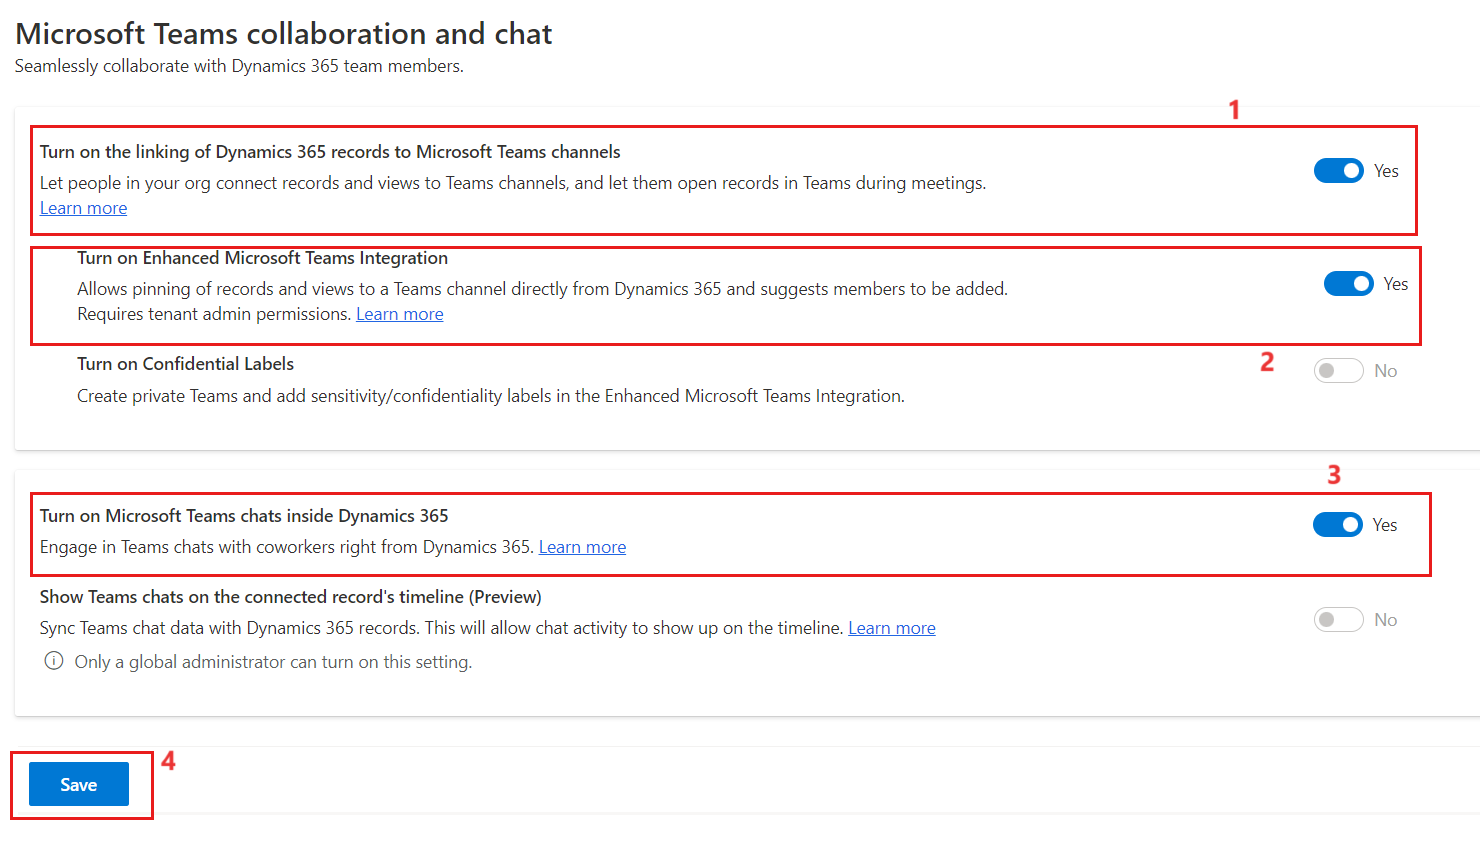 Microsoft Teams collaboration and chat
Seamlessly collaborate with Dynamics 365 team members.
1
Turn on the linking of Dynamics 365 records to Microsoft Teams channels
Let people in your org connect records and views to Teams channels, and let them open records in Teams during meetings.
Learn more
Yes
Turn on Enhanced Microsoft Teams Integration
Allows pinning of records and views to a Teams channel directly from Dynamics 365 and suggests members to be added.
Requires tenant admin permissions. Learn more
Yes
2
Turn on Confidential Labels
Create private Teams and add sensitivity/confidentiality labels in the Enhanced Microsoft Teams Integration.
No
3
Turn on Microsoft Teams chats inside Dynamics 365
Engage in Teams chats with coworkers right from Dynamics 365. Learn more
Yes
Show Teams chats on the connected record's timeline (Preview)
Sync Teams chat data with Dynamics 365 records. This will allow chat activity to show up on the timeline. Learn more
Only a global administrator can turn on this setting.
No
Save
4